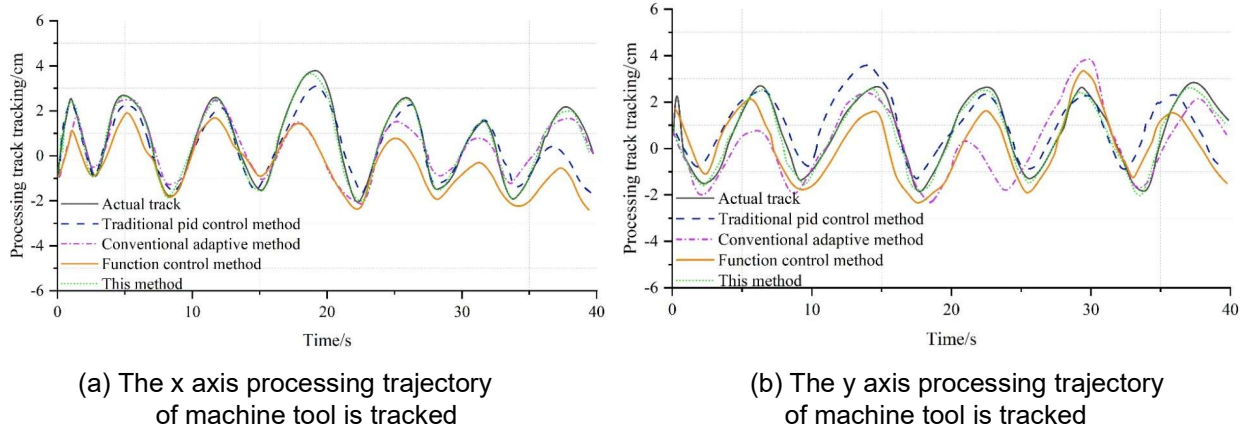 6
4
2
0
-2
-4
-6
Processing track tracking/cm
Actual track
Traditional pid control method
Conventional adaptive method
Function control method
This method
0 10 20 30 40
Time/s
(a) The x axis processing trajectory
of machine tool is tracked
6
4
2
0
-2
-4
-6
Processing track tracking/cm
Actual track
Traditional pid control method
Conventional adaptive method
Function control method
This method
0 10 20 30 40
Time/s
(b) The y axis processing trajectory
of machine tool is tracked